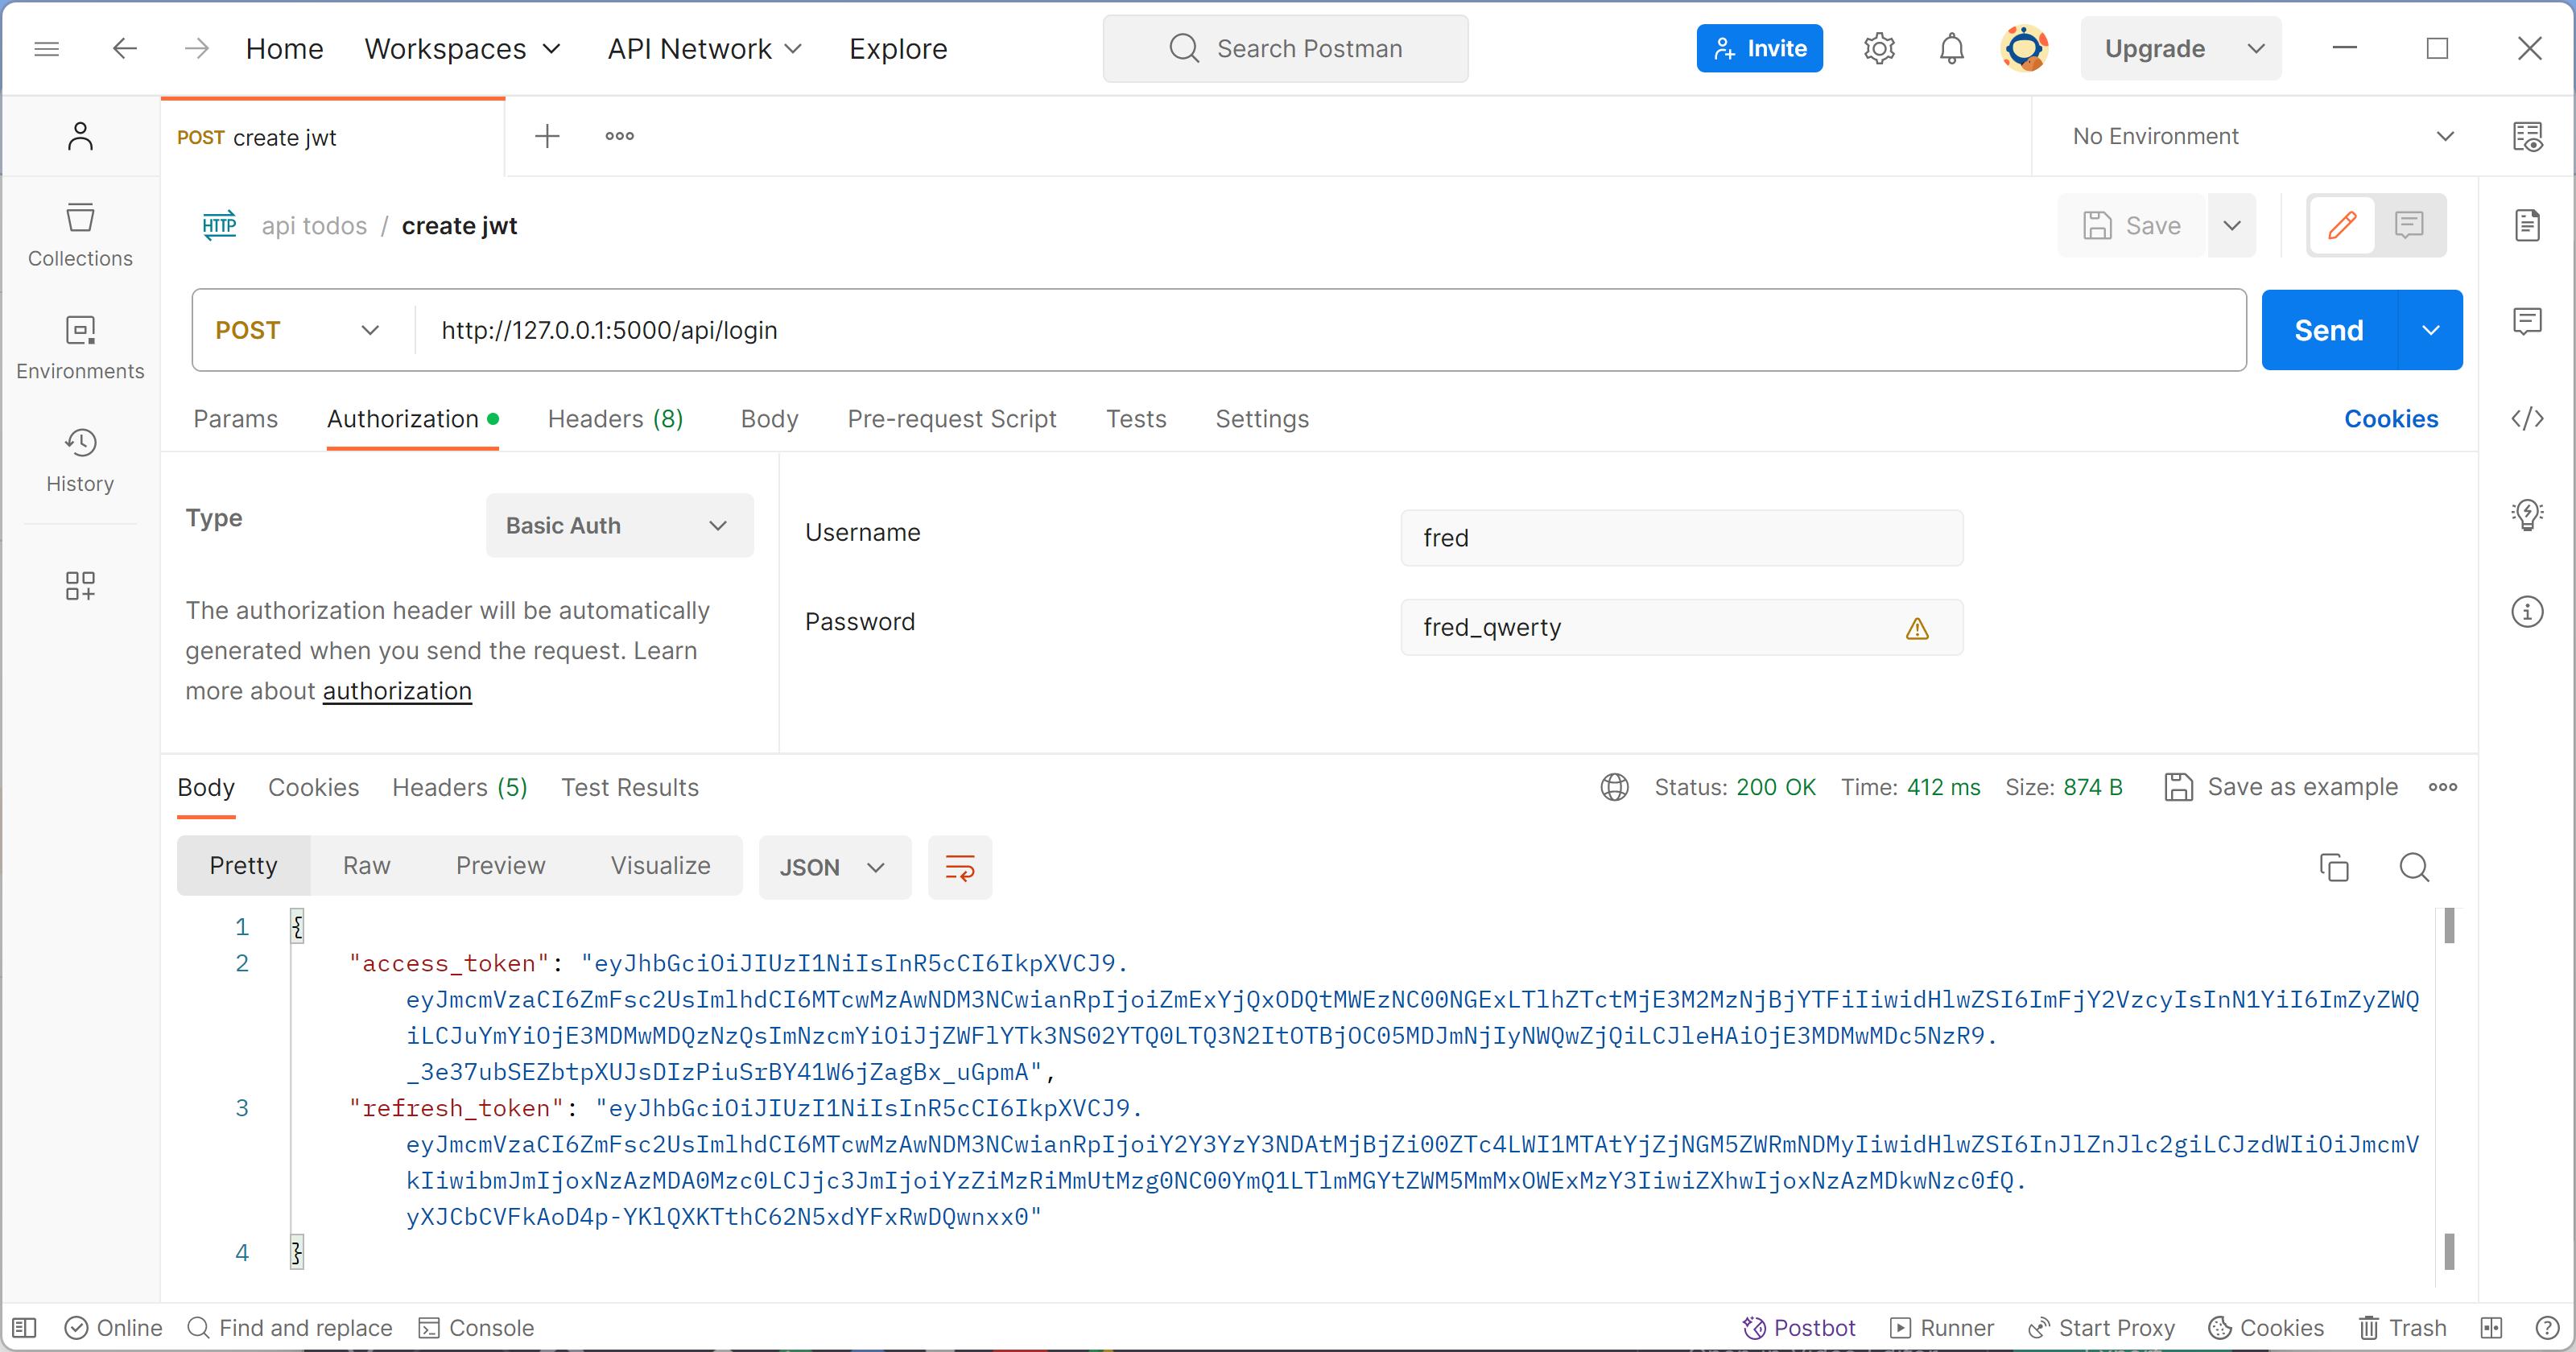 Home Workspaces API Network Explore Search Postman Invite Upgrade
POST create jwt No Environment
HTTP api todos / create jwt Save
Collections
Environments
History
POST http://127.0.0.1:5000/api/login Send
Params Authorization Headers (8) Body Pre-request Script Tests Settings Cookies
Type Basic Auth
The authorization header will be automatically
generated when you send the request. Learn
more about authorization
Username fred
Password fred_qwerty
Body Cookies Headers (5) Test Results Status: 200 OK Time: 412 ms Size: 874 B Save as example
Pretty Raw Preview Visualize JSON
1 {
2 "access_token": "eyJhbGciOiJIUzI1NiIsInR5cCI6IkpXVCJ9.
eyJmcmVzaCI6ZmFsc2UsImlhdCI6MTcwMzAwNDM3NCwianRpIjoiZmExYjQxODQtMWEzNC00NGExLTlhZTctMjE3M2MzNjBjYTFiIiwidHlwZSI6ImFjY2VzcyIsInN1YiI6ImZyZWQ
iLCJuYmYiOjE3MDMwMDQzNzQsImNzcmYiOiJjZWFlYTk3NS02YTQ0LTQ3N2ItOTBjOC05MDJmNjIyNWQwZjQiLCJleHAiOjE3MDMwMDc5NzR9.
_3e37ubSEZbtpXUJsDIzPiuSrBY41W6jZagBx_uGpmA",
3 "refresh_token": "eyJhbGciOiJIUzI1NiIsInR5cCI6IkpXVCJ9.
eyJmcmVzaCI6ZmFsc2UsImlhdCI6MTcwMzAwNDM3NCwianRpIjoiY2Y3YzY3NDAtMjBjZi00ZTc4LWI1MTAtYjZjNGM5ZWRmNDMyIiwidHlwZSI6InJlZnJlc2giLCJzdWIiOiJmcmV
kIiwibmJmIjoxNzAzMDA0Mzc0LCJjc3JmIjoiYzZiMzRiMmUtMzg0NC00YmQ1LTlmMGYtZWM5MmMxOWExMzY3IiwiZXhwIjoxNzAzMDkwNzc0fQ.
yXJCbCVFkAoD4p-YKlQXKTthC62N5xdYFxRwDQwnxx0"
4 }
Online Find and replace Console Postbot Runner Start Proxy Cookies Trash